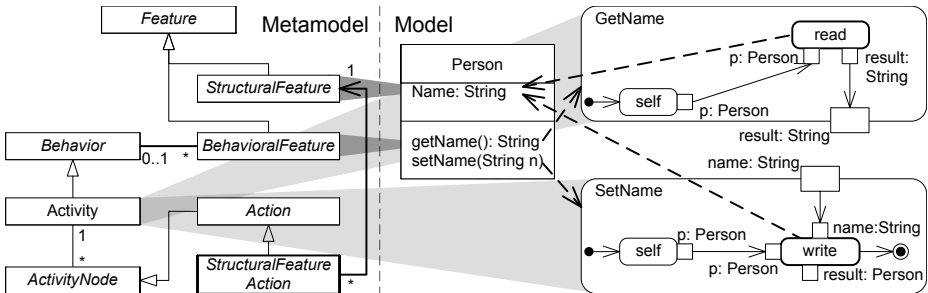 Feature
Metamodel
Model
GetName
read
1
Person
p: Person
result:
String
StructuralFeature
Name: String
self
p: Person
result: String
Behavior
0..1
*
BehavioralFeature
getName(): String
setName(String n)
name: String
SetName
Activity
Action
1
name:String
self
p: Person
write
p: Person
result: Person
*
ActivityNode
StructuralFeature
Action
*